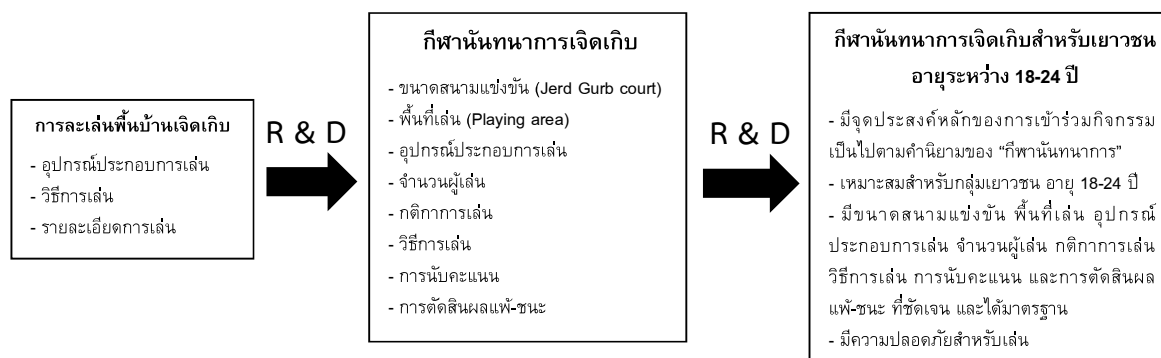 การละเล่นพื้นบ้านเจิดเกิบ
- อุปกรณ์ประกอบการเล่น
- วิธีการเล่น
- รายละเอียดการเล่น
R & D
กีฬานันทนาการเจิดเกิบ
- ขนาดสนามแข่งขัน (Jerd Gurb court)
- พื้นที่เล่น (Playing area)
- อุปกรณ์ประกอบการเล่น
- จำนวนผู้เล่น
- กติกาการเล่น
- วิธีการเล่น
- การนับคะแนน
- การตัดสินผลแพ้-ชนะ
R & D
กีฬานันทนาการเจิดเกิบสำหรับเยาวชน
อายุระหว่าง 18-24 ปี
- มีจุดประสงค์หลักของการเข้าร่วมกิจกรรม
เป็นไปตามคำนิยามของ “กีฬานันทนาการ”
- เหมาะสมสำหรับกลุ่มเยาวชน อายุ 18-24 ปี
- มีขนาดสนามแข่งขัน พื้นที่เล่น อุปกรณ์
ประกอบการเล่น จำนวนผู้เล่น กติกาการเล่น
วิธีการเล่น การนับคะแนน และการตัดสินผล
แพ้-ชนะ ที่ชัดเจน และได้มาตรฐาน
- มีความปลอดภัยสำหรับเล่น